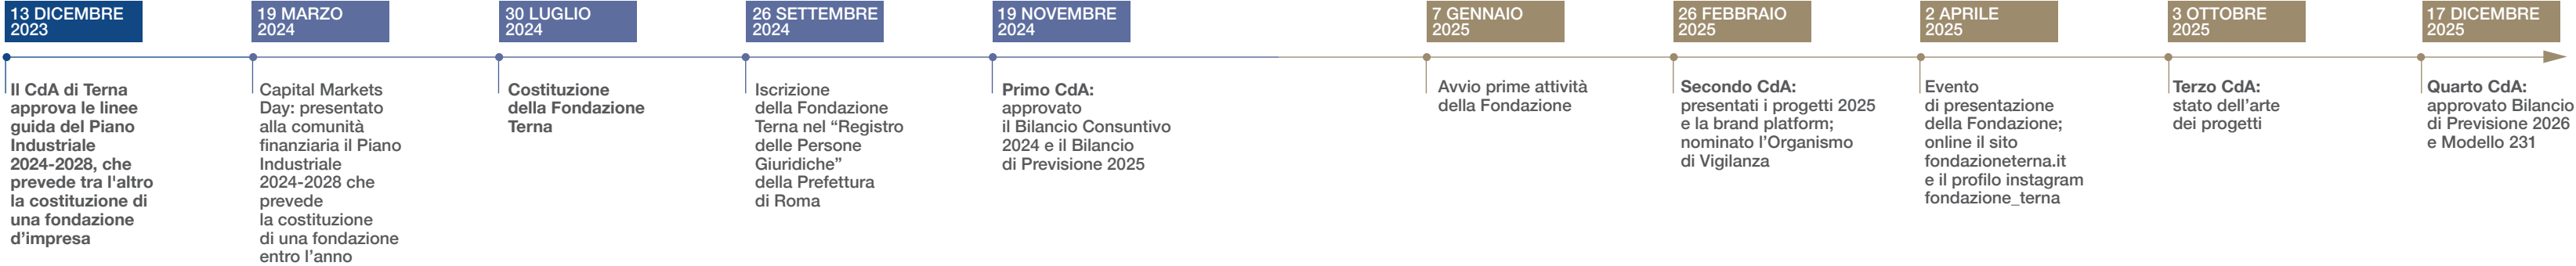 13 DICEMBRE
2023
Il CdA di Terna
approva le linee
guida del Piano
Industriale
2024-2028, che
prevede tra l'altro
la costituzione di
una fondazione
d’impresa
19 MARZO
2024
Capital Markets
Day: presentato
alla comunità
finanziaria il Piano
Industriale
2024-2028 che
prevede
la costituzione
di una fondazione
entro l’anno
30 LUGLIO
2024
Costituzione
della Fondazione
Terna
26 SETTEMBRE
2024
Iscrizione
della Fondazione
Terna nel “Registro
delle Persone
Giuridiche”
della Prefettura
di Roma
19 NOVEMBRE
2024
Primo CdA:
approvato
il Bilancio Consuntivo
2024 e il Bilancio
di Previsione 2025
7 GENNAIO
2025
Avvio prime attività
della Fondazione
26 FEBBRAIO
2025
Secondo CdA:
presentati i progetti 2025
e la brand platform;
nominato l’Organismo
di Vigilanza
2 APRILE
2025
Evento
di presentazione
della Fondazione;
online il sito
fondazioneterna.it
e il profilo instagram
fondazione_terna
3 OTTOBRE
2025
Terzo CdA:
stato dell’arte
dei progetti
17 DICEMBRE
2025
Quarto CdA:
approvato Bilancio
di Previsione 2026
e Modello 231